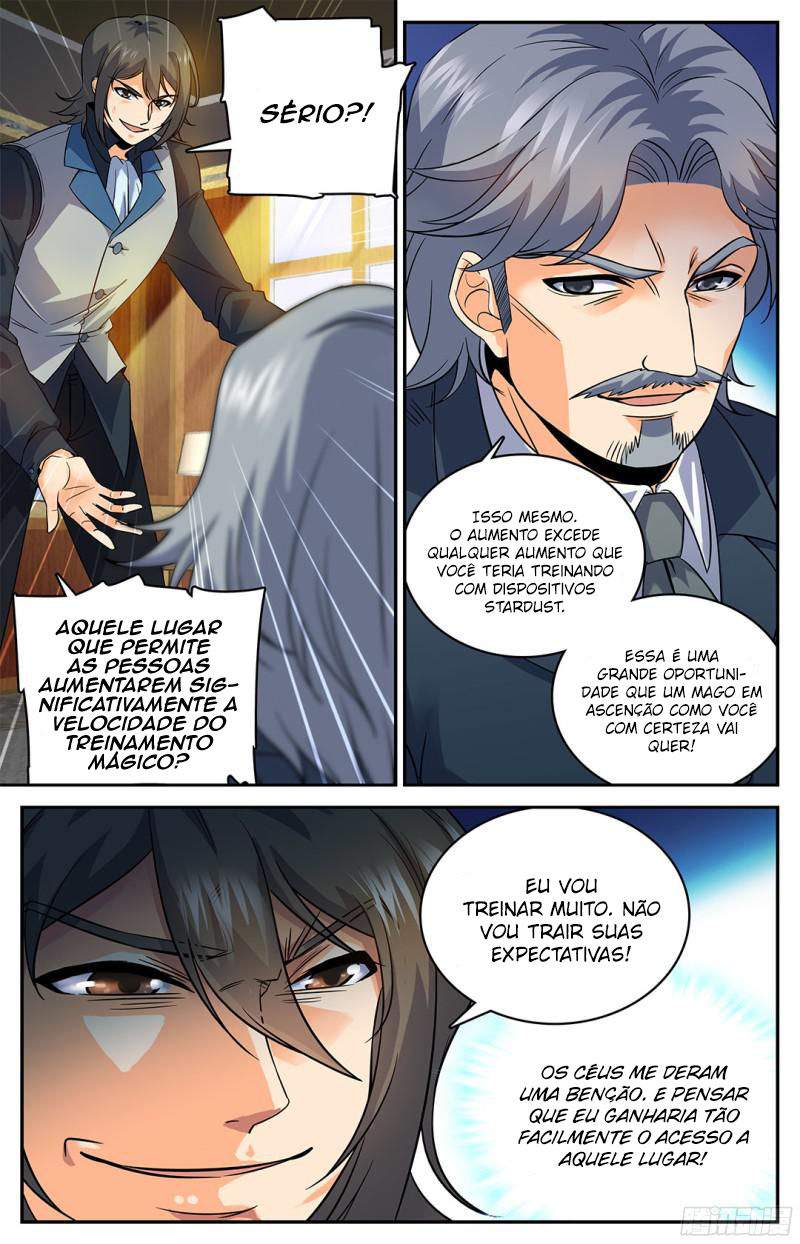 SÉRIO?!
AQUELE LUGAR
QUE PERMITE
AS PESSOAS
AUMENTAREM SIG-
NIFICATIVAMENTE A
VELOCIDADE DO
TREINAMENTO
MÁGICO?
ISSO MESMO.
O AUMENTO EXCEDE
QUALQUER AUMENTO QUE
VOCÊ TERIA TREINANDO
COM DISPOSITIVOS
STARDUST.
ESSA É UMA
GRANDE OPORTUNI-
DADE QUE UM MAGO EM
ASCENÇÃO COMO VOCÊ
COM CERTEZA VAI
QUER!
EU VOU
TREINAR MUITO. NÃO
VOU TRAIR SUAS
EXPECTATIVAS!
OS CÉUS ME DERAM
UMA BENÇÃO. E PENSAR
QUE EU GANHARIA TÃO
FACILMENTE O ACESSO A
AQUELE LUGAR!